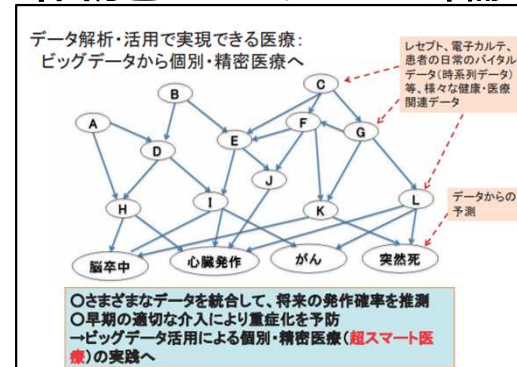 データ解析・活用で実現できる医療:
ビッグデータから個別・精密医療へ
レセプト、電子カルテ、
患者の日常のバイタル
データ(時系列データ)
等、様々な健康・医療
関連データ
C
B
A
F
G
E
D
J
I
L
H
K
データからの
予測
脳卒中
心臓発作
がん
突然死
○さまざまなデータを統合して、将来の発作確率を推測
○早期の適切な介入により重症化を予防
→ビッグデータ活用による個別・精密医療(超スマート医
療)の実践へ